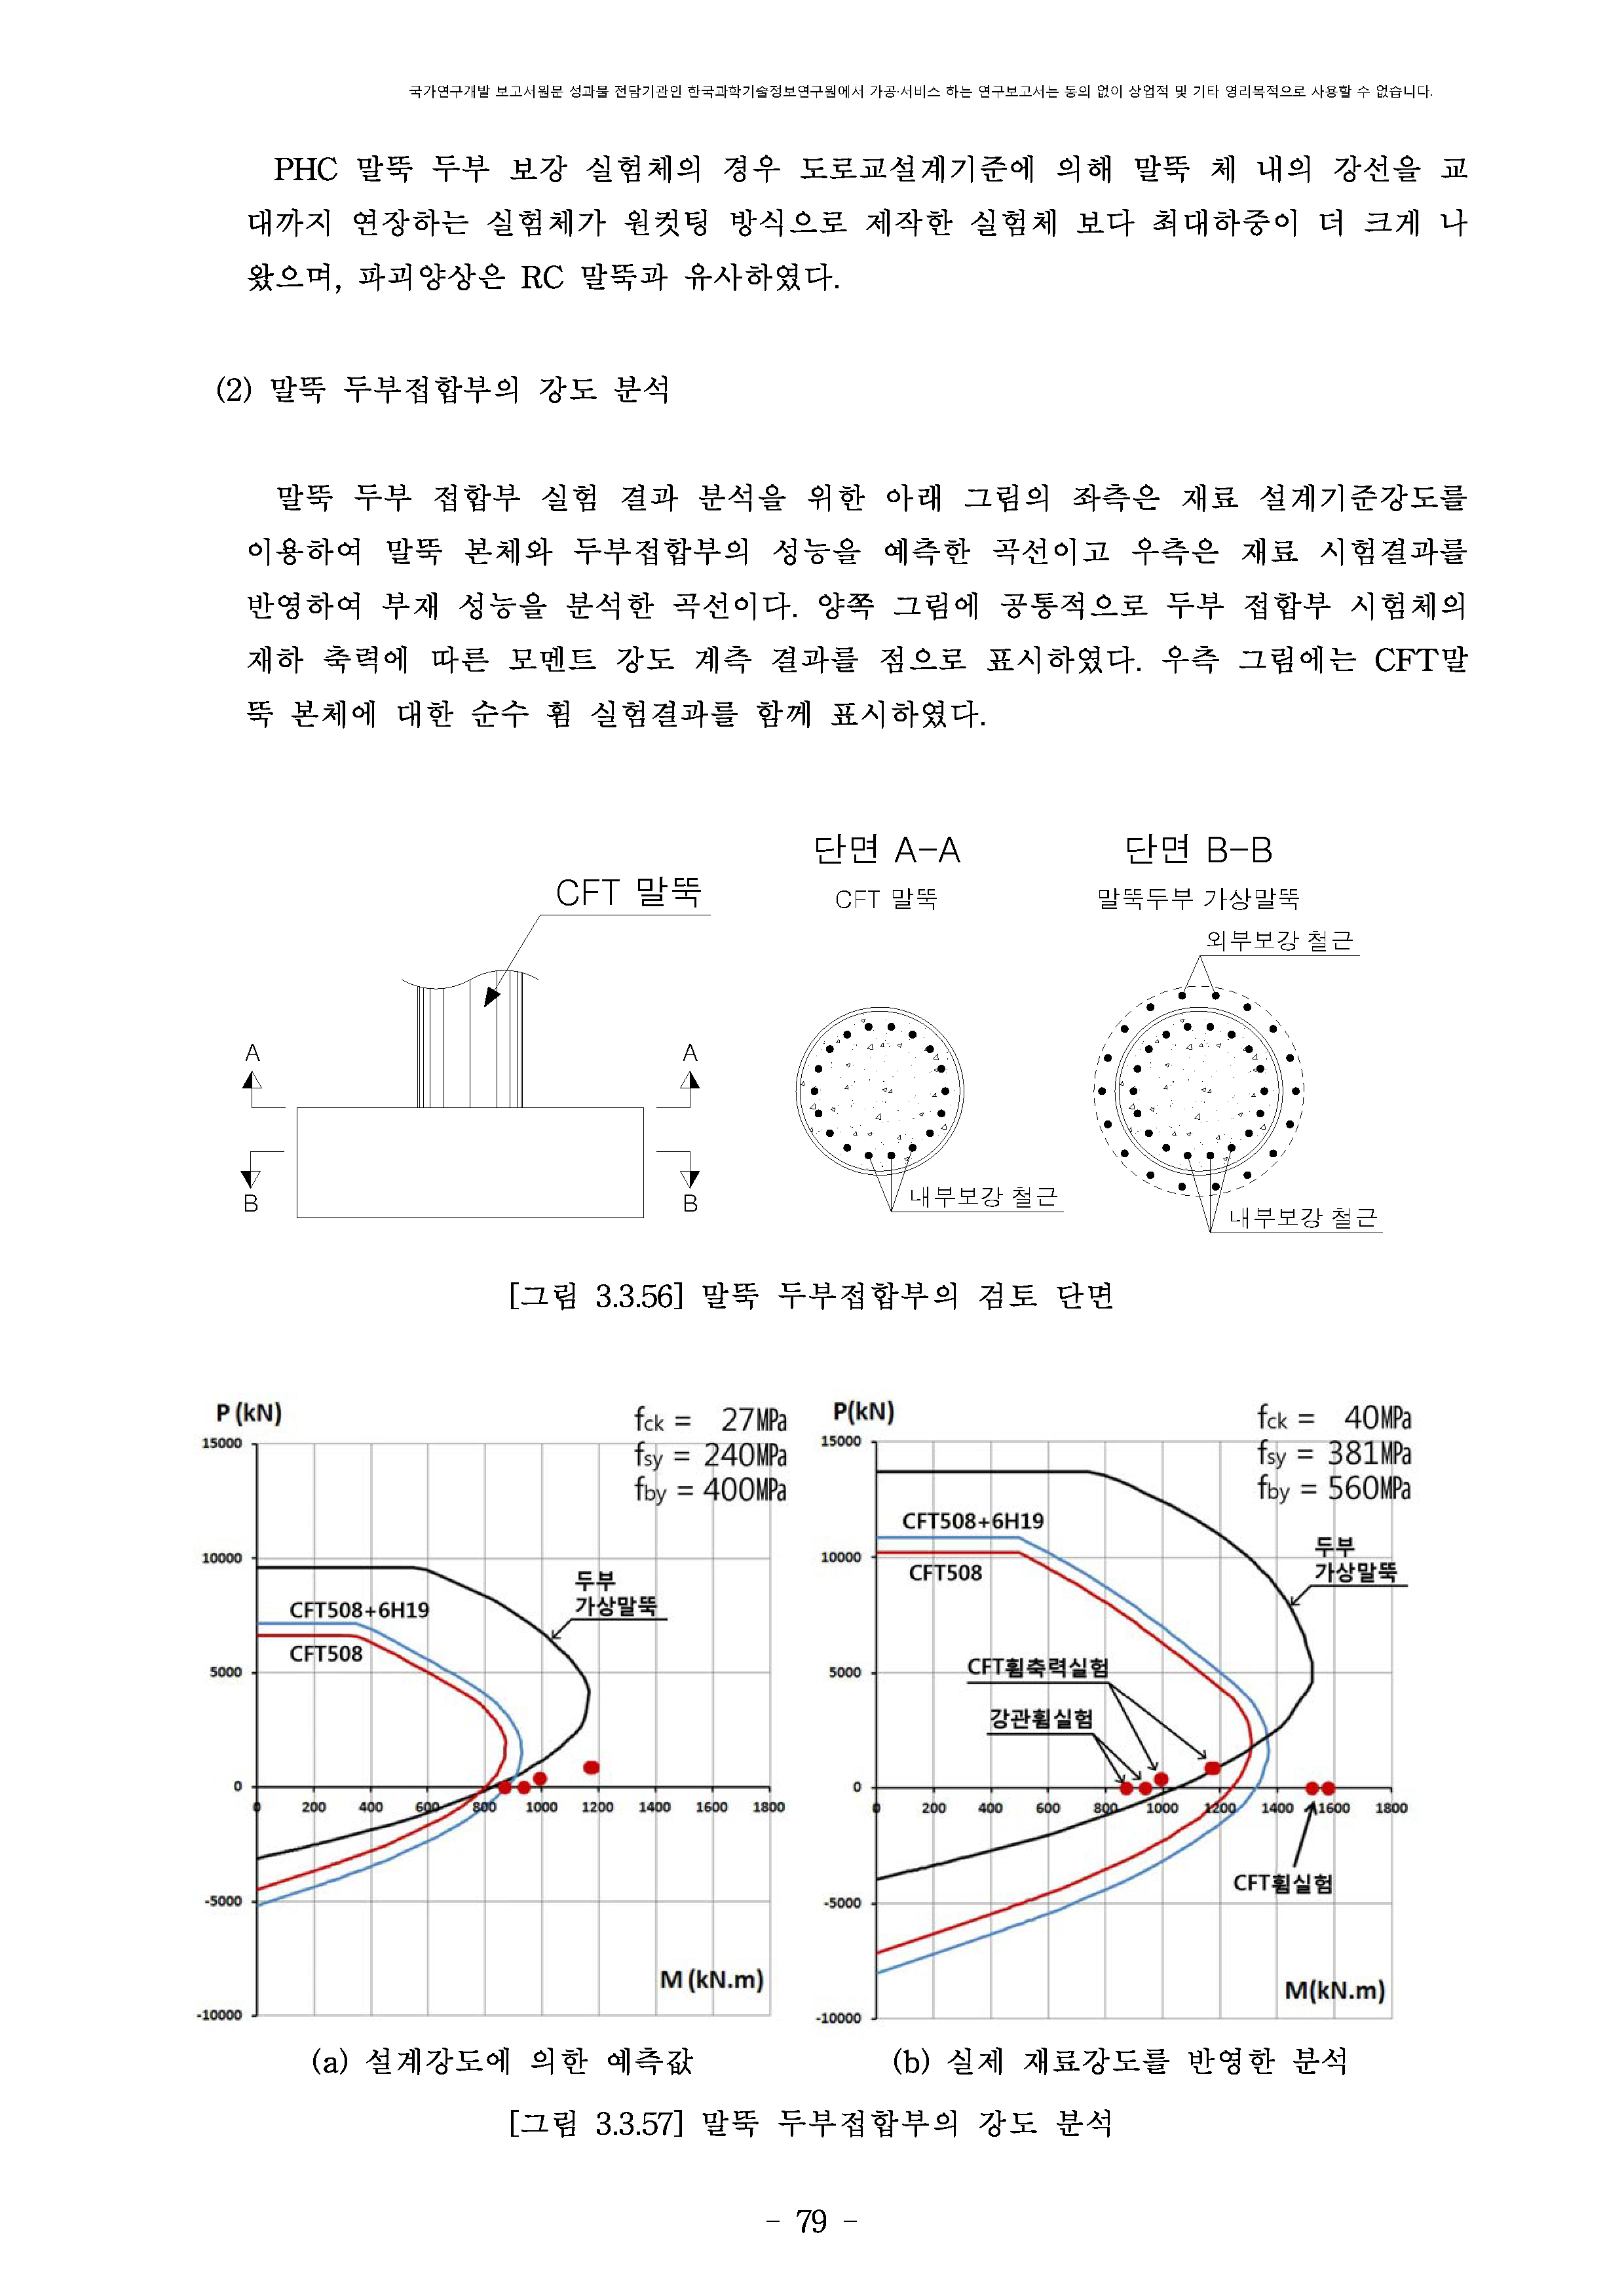 국가연구개발 보고서원문 성과물 전담기관인 한국과학기술정보연구원에서 가공·서비스 하는 연구보고서는 동의 없이 상업적 및 기타 영리목적으로 사용할 수 없습니다.
PHC 말뚝 두부 보강 실험체의 경우 도로교설계기준에 의해 말뚝 체 내의 강선을 교
대까지 연장하는 실험체가 원컷팅 방식으로 제작한 실험체 보다 최대하중이 더 크게 나
왔으며, 파괴양상은 RC 말뚝과 유사하였다.
(2) 말뚝 두부접합부의 강도 분석
말뚝 두부 접합부 실험 결과 분석을 위한 아래 그림의 좌측은 재료 설계기준강도를
이용하여 말뚝 본체와 두부접합부의 성능을 예측한 곡선이고 우측은 재료 시험결과를
반영하여 부재 성능을 분석한 곡선이다. 양쪽 그림에 공통적으로 두부 접합부 시험체의
재하 축력에 따른 모멘트 강도 계측 결과를 점으로 표시하였다. 우측 그림에는 CFT말
뚝 본체에 대한 순수 휨 실험결과를 함께 표시하였다.
CFT 말뚝
A
A
B
B
단면 A-A
CFT 말뚝
내부보강 철근
단면 B-B
말뚝두부 가상말뚝
외부보강 철근
내부보강 철근
[그림 3.3.56] 말뚝 두부접합부의 검토 단면
P (kN)
fck = 27MPa
fsy = 240MPa
fby = 400MPa
15000
10000
5000
0
-5000
-10000
CFT508+6H19
CFT508
두부
가상말뚝
0 200 400 600 800 1000 1200 1400 1600 1800
M (kN.m)
P(kN)
fck = 40MPa
fsy = 381MPa
fby = 560MPa
15000
10000
5000
0
-5000
-10000
CFT508+6H19
CFT508
두부
가상말뚝
CFT휨축력실험
강관휨실험
0 200 400 600 800 1000 1200 1400 1600 1800
CFT휨실험
M(kN.m)
(a) 설계강도에 의한 예측값
(b) 실제 재료강도를 반영한 분석
[그림 3.3.57] 말뚝 두부접합부의 강도 분석
- 79 -